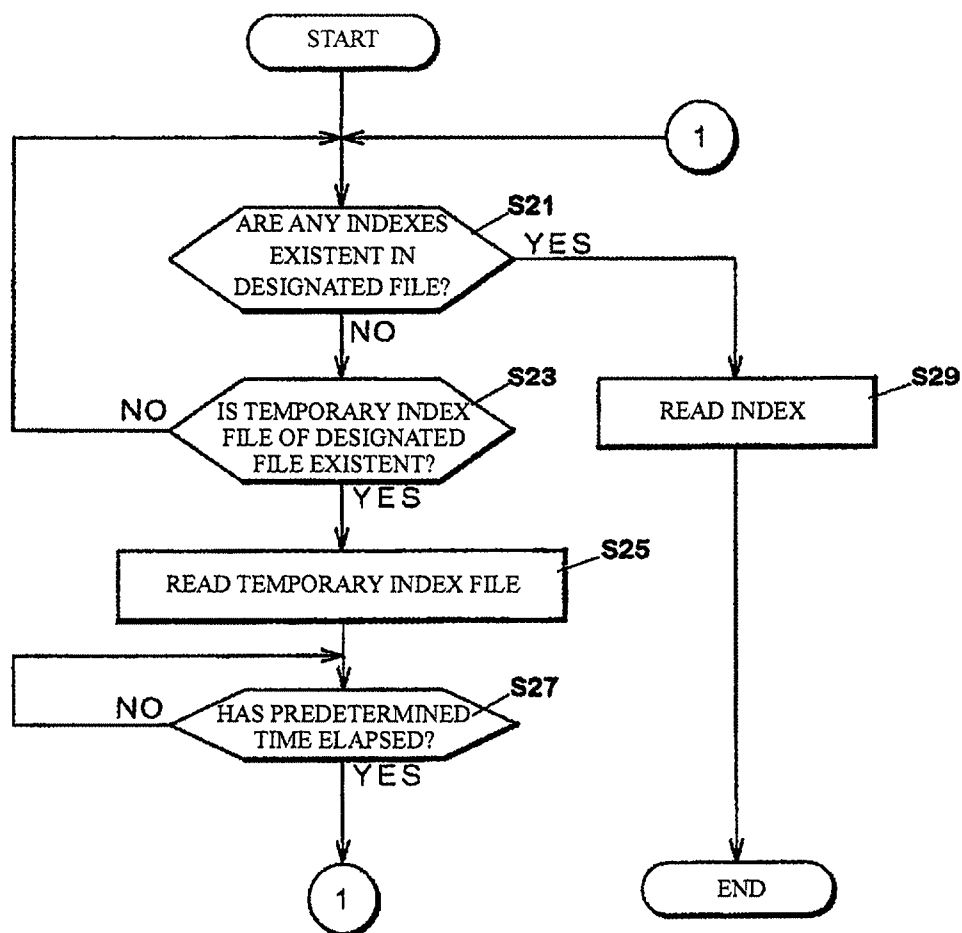 START
1
S21
ARE ANY INDEXES
EXISTENT IN
DESIGNATED FILE?
YES
NO
S23
NO
IS TEMPORARY INDEX
FILE OF DESIGNATED
FILE EXISTENT?
YES
S29
READ INDEX
S25
READ TEMPORARY INDEX FILE
S27
NO
HAS PREDETERMINED
TIME ELAPSED?
YES
1
END